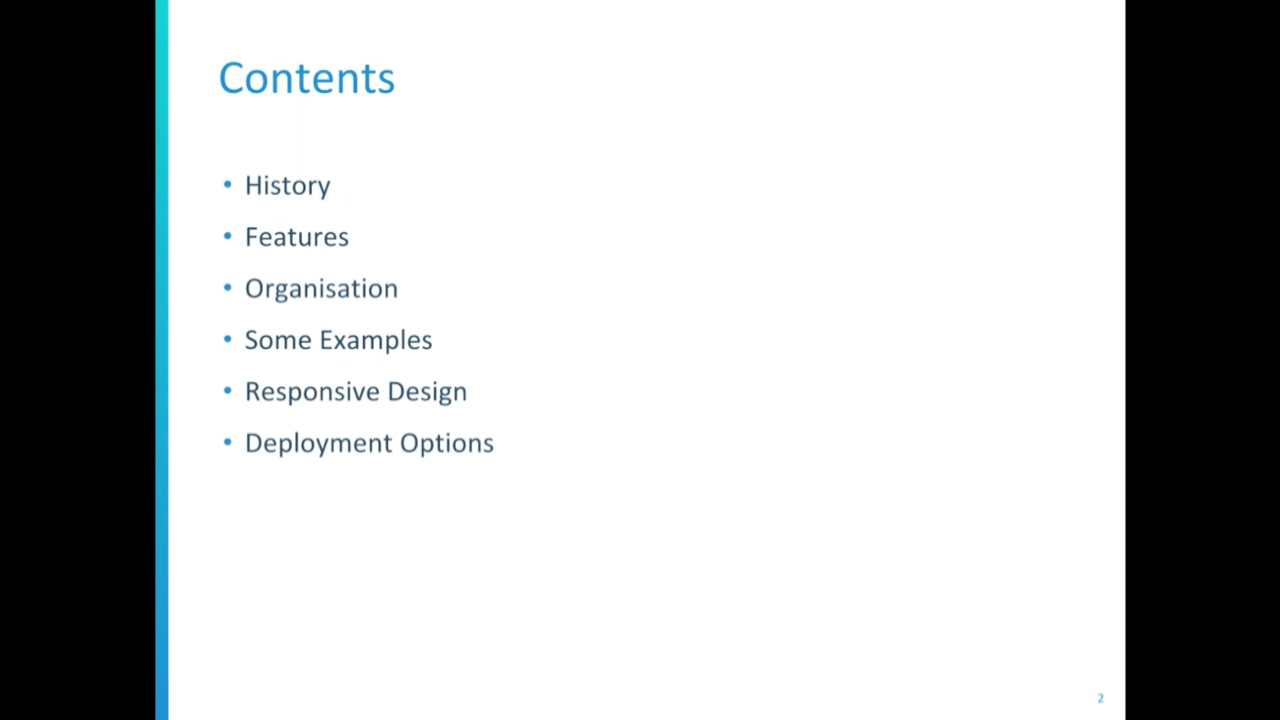 Contents
• History
• Features
• Organisation
• Some Examples
• Responsive Design
• Deployment Options
2